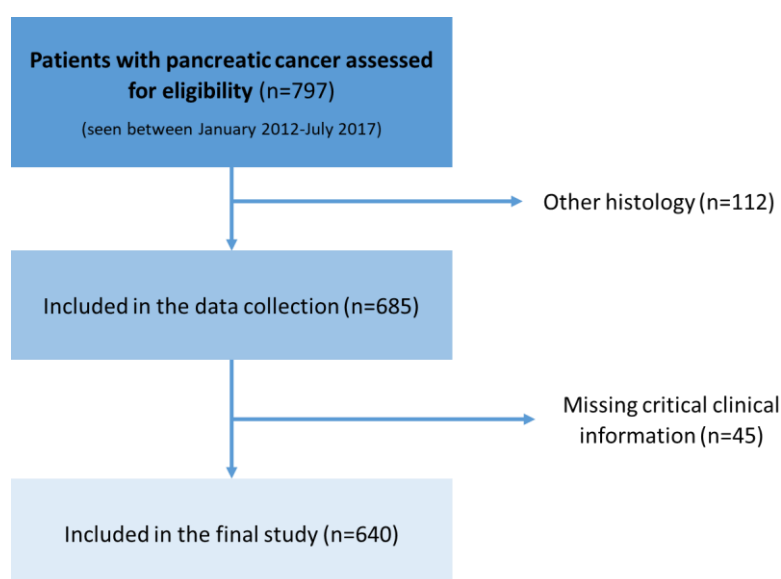 Patients with pancreatic cancer assessed
for eligibility (n=797)
(seen between January 2012-July 2017)
Other histology (n=112)
Included in the data collection (n=685)
Missing critical clinical
information (n=45)
Included in the final study (n=640)